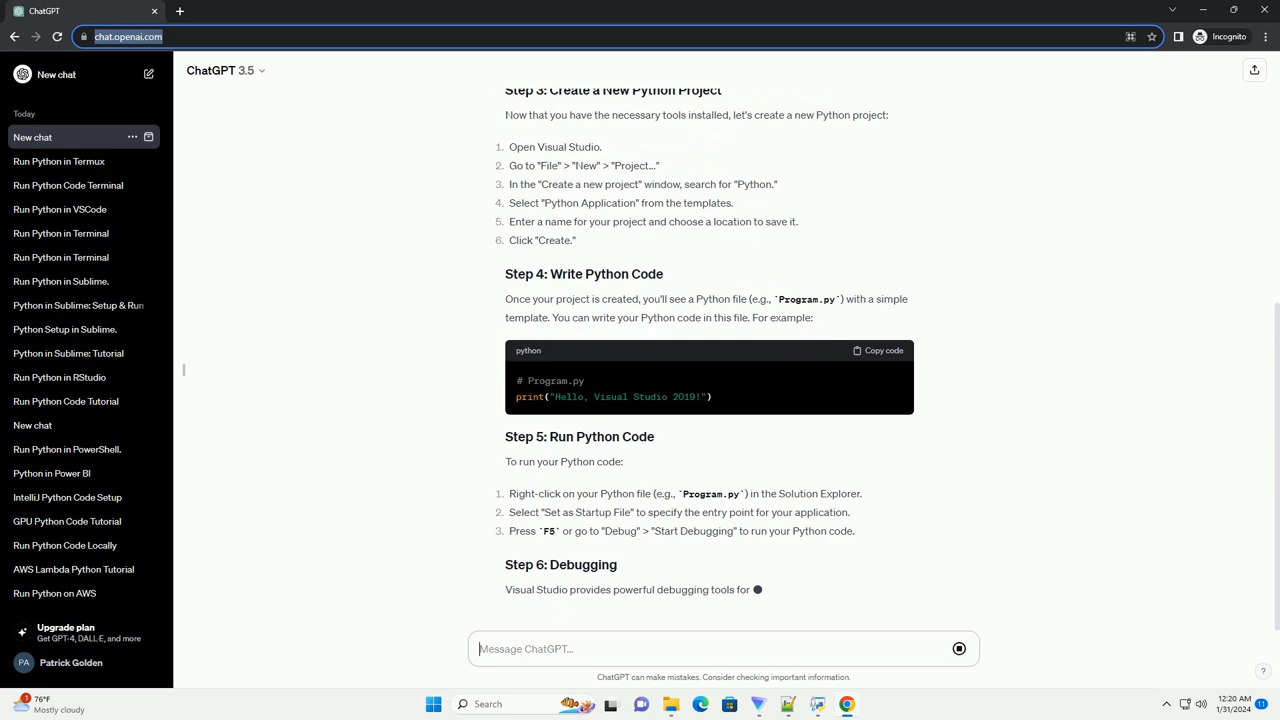 ChatGPT
chat.openai.com
Incognito
New chat
Today
New chat
Run Python in Termux
Run Python Code Terminal
Run Python in VSCode
Run Python in Terminal
Run Python in Terminal
Run Python in Sublime.
Python in Sublime: Setup & Run
Python Setup in Sublime.
Python in Sublime: Tutorial
Run Python in RStudio
Run Python Code Tutorial
New chat
Run Python in PowerShell.
Python in Power BI
IntelliJ Python Code Setup
GPU Python Code Tutorial
Run Python Code Locally
AWS Lambda Python Tutorial
Run Python on AWS
Upgrade plan
Get GPT-4, DALL·E, and more
PA Patrick Golden
ChatGPT 3.5
Step 3: Create a New Python Project
Now that you have the necessary tools installed, let's create a new Python project:
1. Open Visual Studio.
2. Go to "File" > "New" > "Project..."
3. In the "Create a new project" window, search for "Python."
4. Select "Python Application" from the templates.
5. Enter a name for your project and choose a location to save it.
6. Click "Create."
Step 4: Write Python Code
Once your project is created, you'll see a Python file (e.g., `Program.py`) with a simple
template. You can write your Python code in this file. For example:
python Copy code
# Program.py
print("Hello, Visual Studio 2019!")
Step 5: Run Python Code
To run your Python code:
1. Right-click on your Python file (e.g., `Program.py`) in the Solution Explorer.
2. Select "Set as Startup File" to specify the entry point for your application.
3. Press `F5` or go to "Debug" > "Start Debugging" to run your Python code.
Step 6: Debugging
Visual Studio provides powerful debugging tools for
Message ChatGPT...
ChatGPT can make mistakes. Consider checking important information.
?
1
76°F
Mostly cloudy
Search
12:20 AM
1/31/2024
11